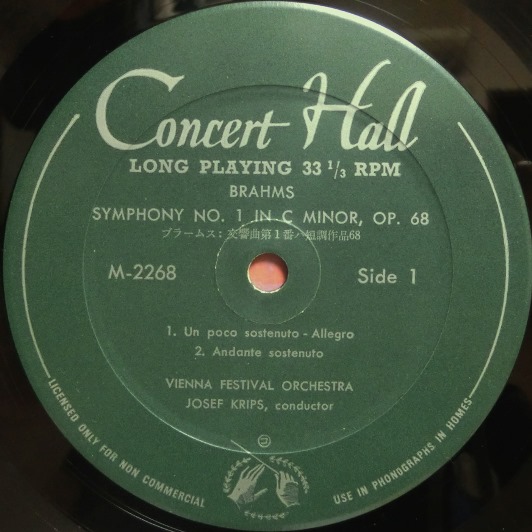 Concert Hall
LONG PLAYING 33 1/3 RPM
BRAHMS
SYMPHONY NO. 1 IN C MINOR, OP. 68
ブラームス:交響曲第1番ハ短調作品68
M-2268
Side 1
1. Un poco sostenuto - Allegro
2. Andante sostenuto
VIENNA FESTIVAL ORCHESTRA
JOSEF KRIPS, conductor
LICENSED ONLY FOR NON COMMERCIAL
USE IN PHONOGRAPHS IN HOMES